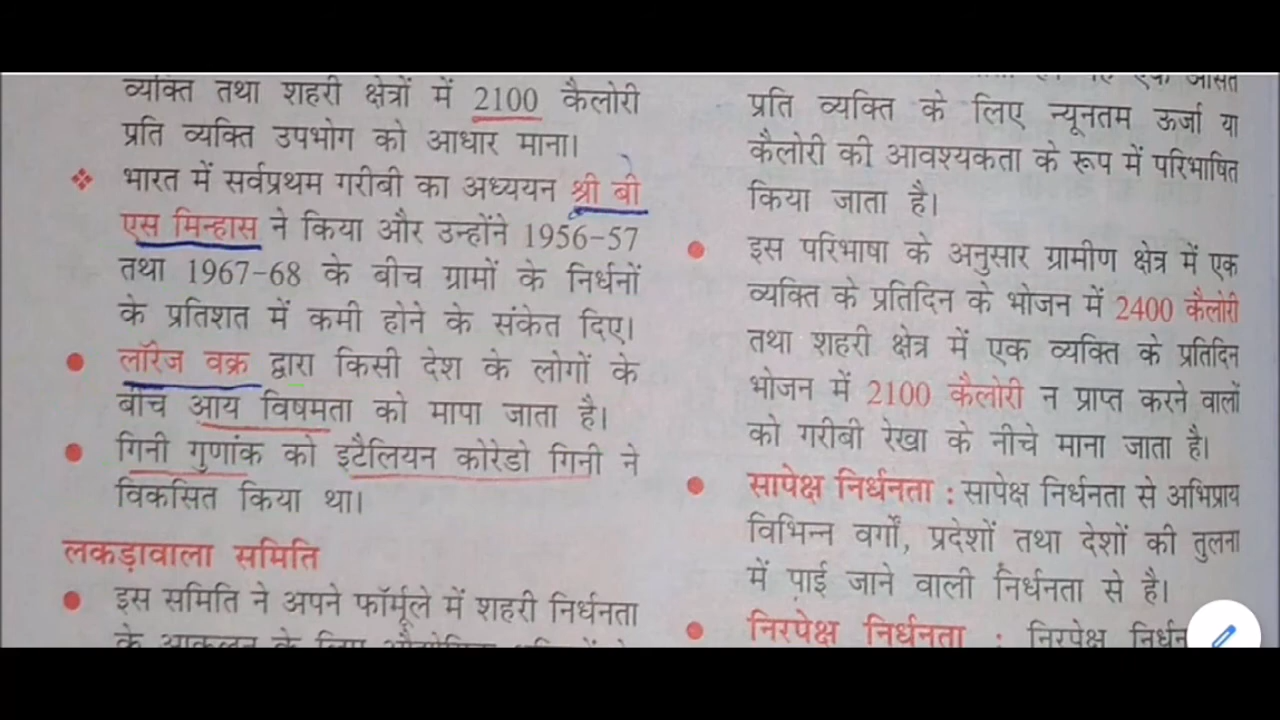 व्यक्ति तथा शहरी क्षेत्रों में 2100 कैलोरी
प्रति व्यक्ति उपभोग को आधार माना।
भारत में सर्वप्रथम गरीबी का अध्ययन श्री बी
एस मिन्हास ने किया और उन्होंने 1956-57
तथा 1967-68 के बीच ग्रामों के निर्धनों
के प्रतिशत में कमी होने के संकेत दिए।
लॉरेज वक्र द्वारा किसी देश के लोगों के
बीच आय विषमता को मापा जाता है।
गिनी गुणांक को इटैलियन कोरेडो गिनी ने
विकसित किया था।
लकड़ावाला समिति
इस समिति ने अपने फॉर्मूले में शहरी निर्धनता
के आकलन के लिए औद्योगिक
औसत
प्रति व्यक्ति के लिए न्यूनतम ऊर्जा या
कैलोरी की आवश्यकता के रूप में परिभाषित
किया जाता है।
इस परिभाषा के अनुसार ग्रामीण क्षेत्र में एक
व्यक्ति के प्रतिदिन के भोजन में 2400 कैलोरी
तथा शहरी क्षेत्र में एक व्यक्ति के प्रतिदिन
भोजन में 2100 कैलोरी न प्राप्त करने वालों
को गरीबी रेखा के नीचे माना जाता है।
सापेक्ष निर्धनता : सापेक्ष निर्धनता से अभिप्राय
विभिन्न वर्गों, प्रदेशों तथा देशों की तुलना
में पाई जाने वाली निर्धनता से है।
निरपेक्ष निर्धनता : निरपेक्ष